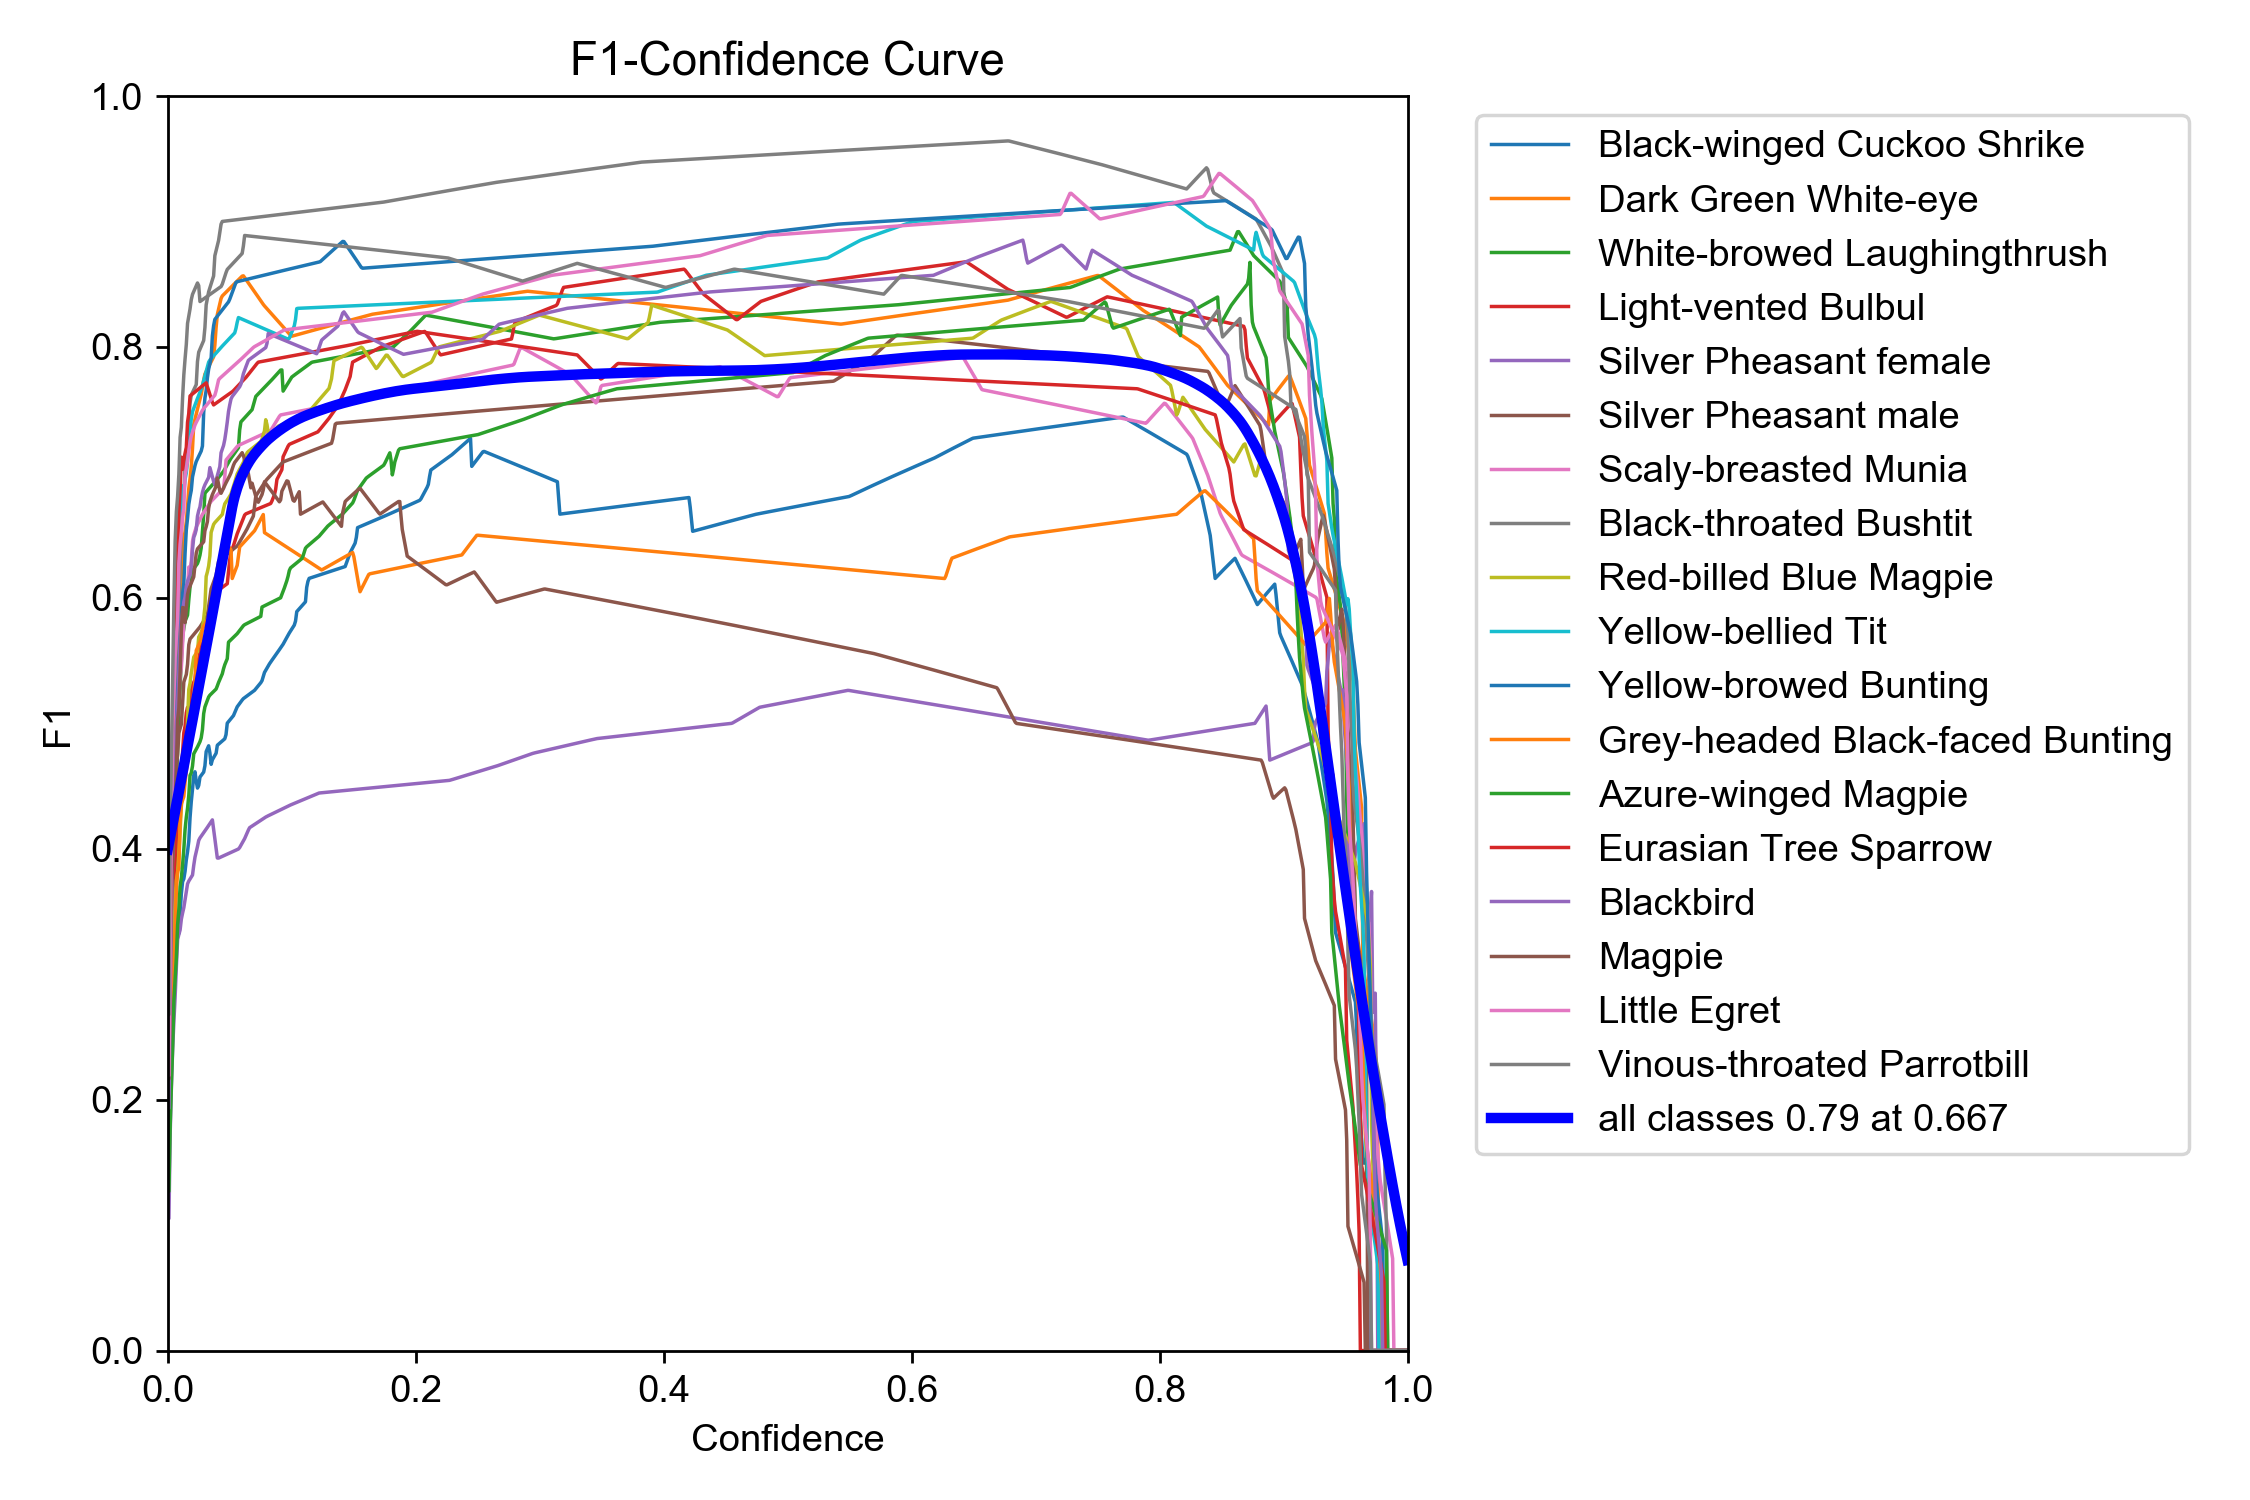 F1-Confidence Curve
1.0
0.8
0.6
0.4
0.2
0.0
F1
0.0 0.2 0.4 0.6 0.8 1.0
Confidence
Black-winged Cuckoo Shrike
Dark Green White-eye
White-browed Laughingthrush
Light-vented Bulbul
Silver Pheasant female
Silver Pheasant male
Scaly-breasted Munia
Black-throated Bushtit
Red-billed Blue Magpie
Yellow-bellied Tit
Yellow-browed Bunting
Grey-headed Black-faced Bunting
Azure-winged Magpie
Eurasian Tree Sparrow
Blackbird
Magpie
Little Egret
Vinous-throated Parrotbill
all classes 0.79 at 0.667